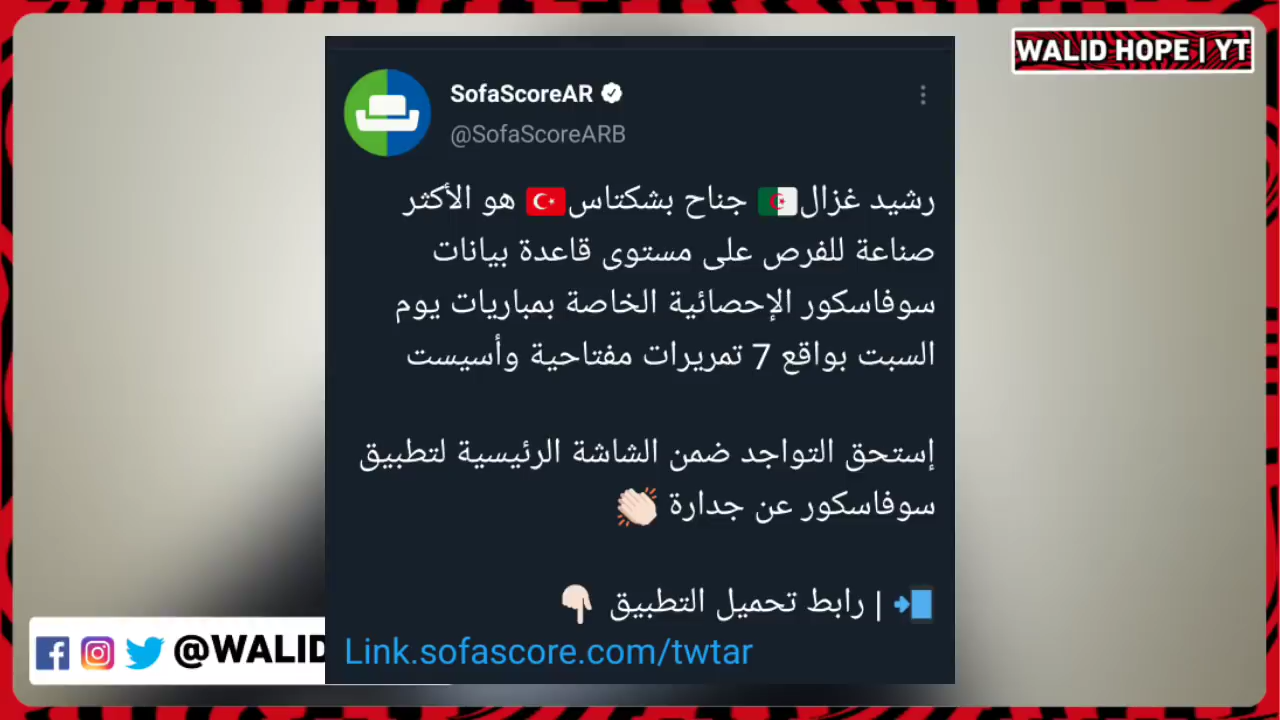 WALID HOPE | YT
SofaScoreAR
@SofaScoreARB
رشيد غزال🇩🇿 جناح بشكتاس🇹🇷 هو الأكثر
صناعة للفرص على مستوى قاعدة بيانات
سوفاسكور الإحصائية الخاصة بمباريات يوم
السبت بواقع 7 تمريرات مفتاحية وأسيست
إستحق التواجد ضمن الشاشة الرئيسية لتطبيق
سوفاسكور عن جدارة 👏🏻
📲 | رابط تحميل التطبيق 👇🏻
Link.sofascore.com/twtar
@WALID